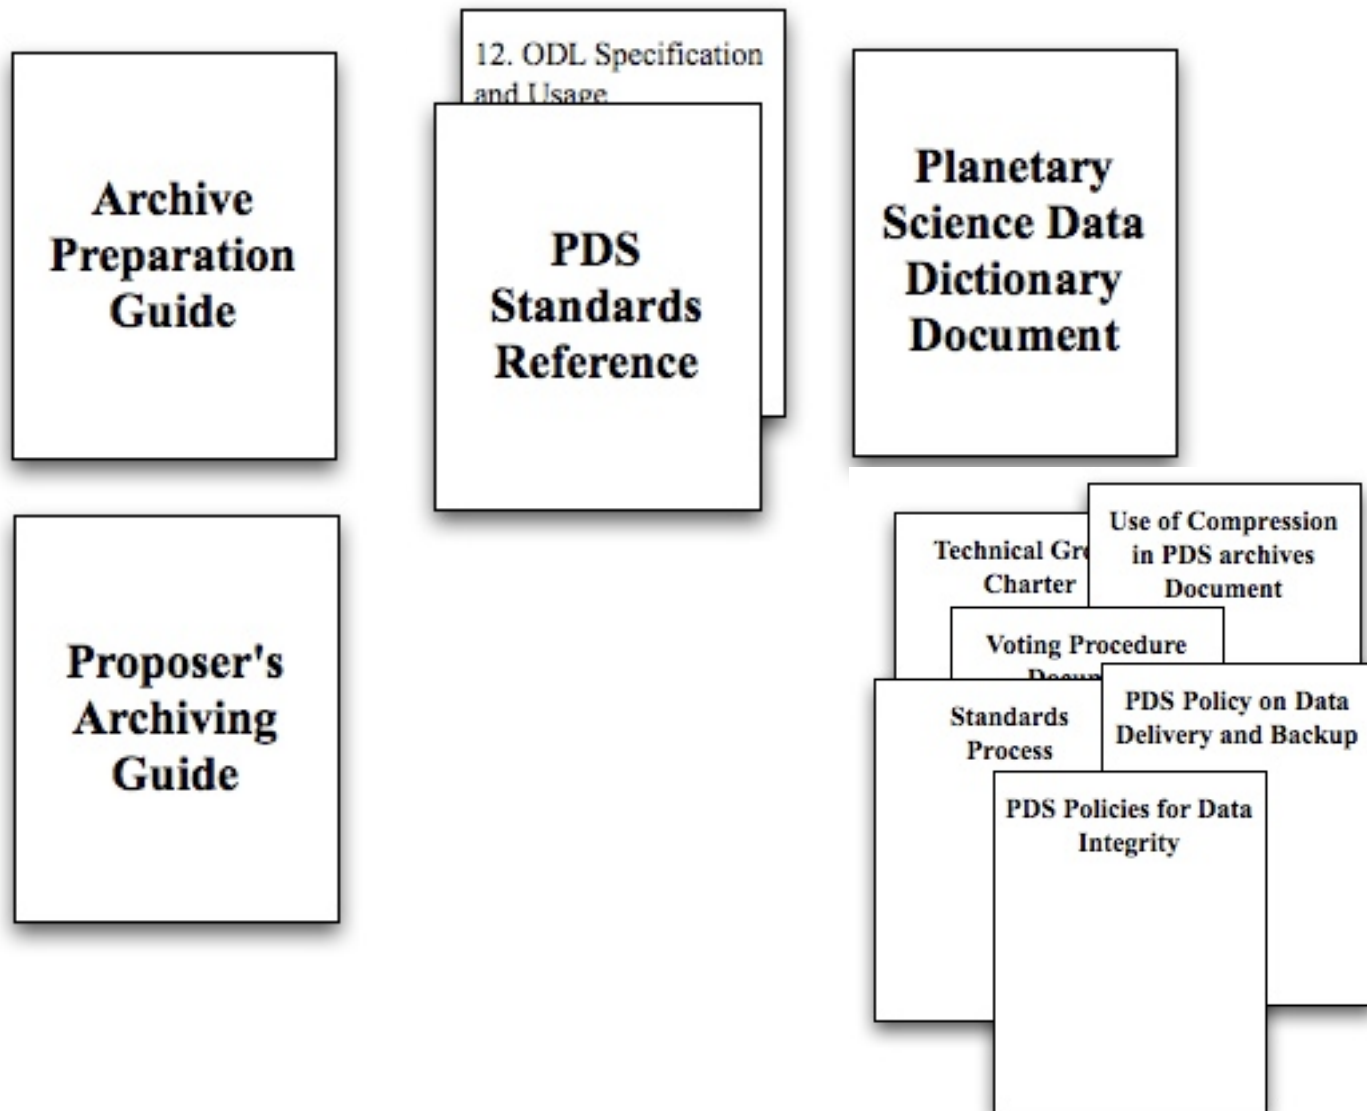 Archive
Preparation
Guide
12. ODL Specification
and Usage
PDS
Standards
Reference
Planetary
Science Data
Dictionary
Document
Proposer's
Archiving
Guide
Technical
Charter
Use of Compression
in PDS archives
Document
Voting Procedure
Standards
Process
PDS Policy on Data
Delivery and Backup
PDS Policies for Data
Integrity